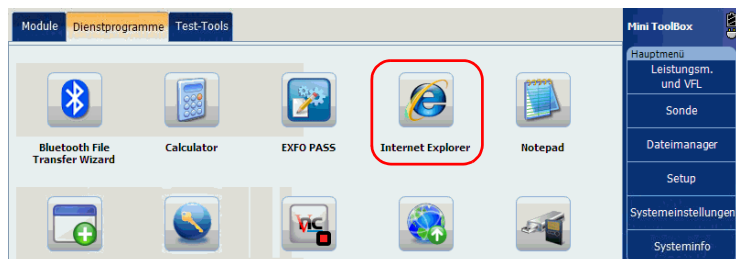 Module Dienstprogramme Test-Tools
Bluetooth File
Transfer Wizard
Calculator
EXFO PASS
Internet Explorer
Notepad
Mini ToolBox
Hauptmenü
Leistungsm.
und VFL
Sonde
Dateimanager
Setup
Systemeinstellungen
Systeminfo